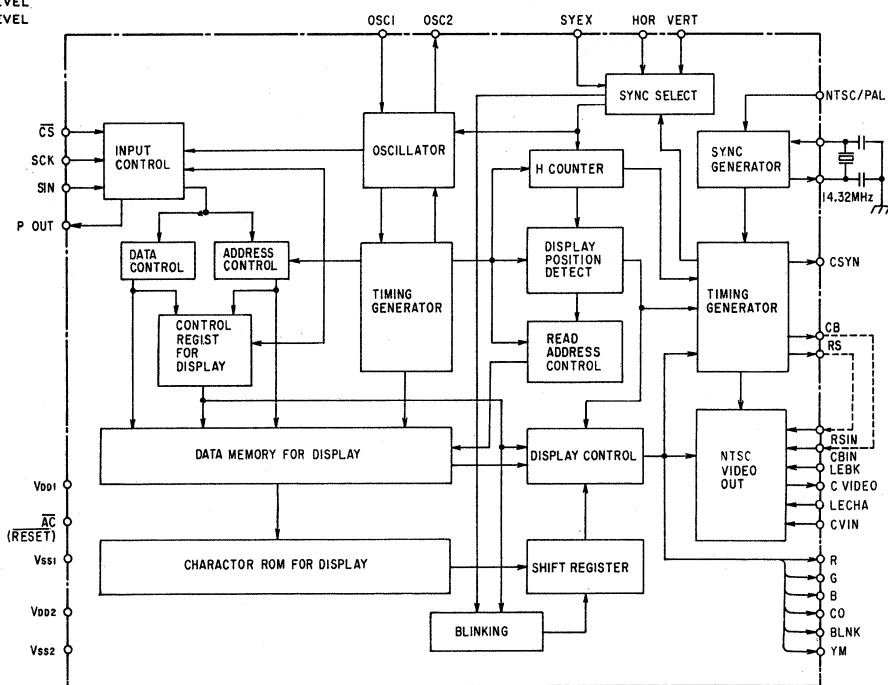 LEVEL
EVEL
OSC1 OSC2 SYEX HOR VERT
SYNC SELECT
NTSC/PAL
CS
SCK
SIN
P OUT
INPUT
CONTROL
OSCILLATOR
H COUNTER
SYNC
GENERATOR
14.32MHz
DATA
CONTROL
ADDRESS
CONTROL
TIMING
GENERATOR
DISPLAY
POSITION
DETECT
TIMING
GENERATOR
CSYN
CB
RS
CONTROL
REGIST
FOR
DISPLAY
READ
ADDRESS
CONTROL
DATA MEMORY FOR DISPLAY
DISPLAY CONTROL
NTSC
VIDEO
OUT
RSIN
CBIN
LEBK
C VIDEO
LECHA
CVIN
VDD1
AC
(RESET)
VSS1
VDD2
VSS2
CHARACTOR ROM FOR DISPLAY
SHIFT REGISTER
BLINKING
R
G
B
CO
BLNK
YM